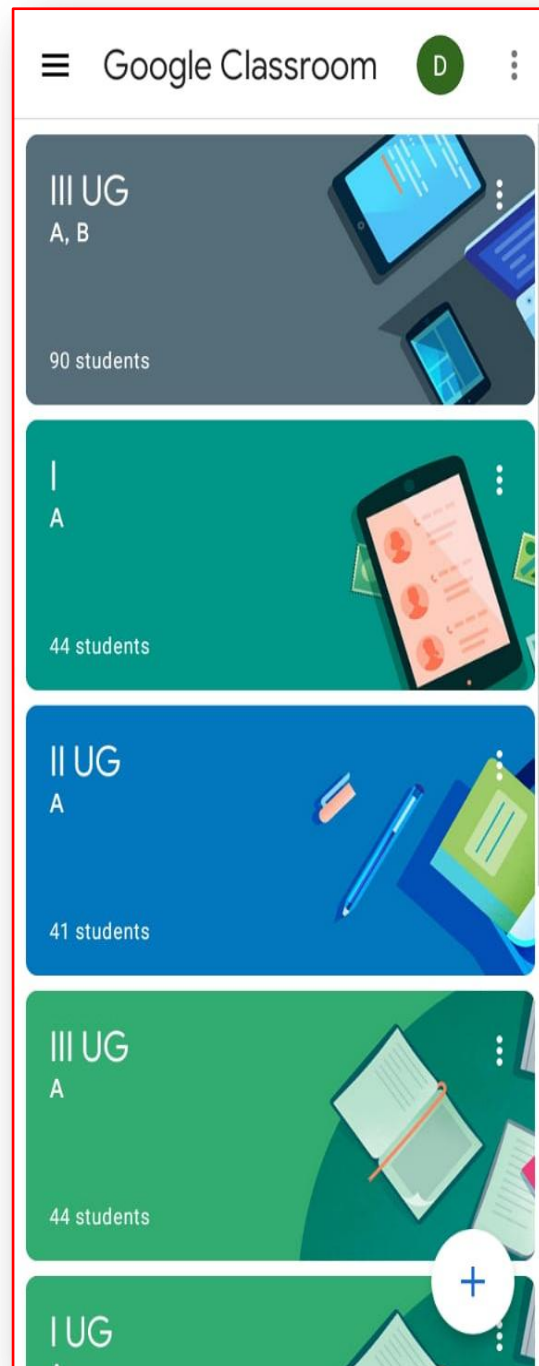 Google Classroom D
III UG
A, B
90 students
I
A
44 students
II UG
A
41 students
III UG
A
44 students
I UG